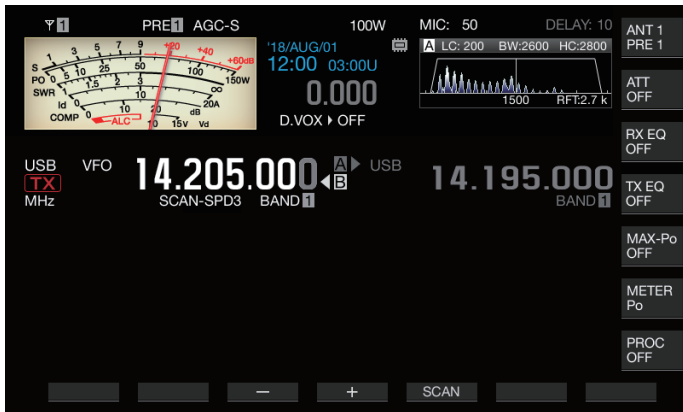 1 PRE1 AGC-S 100W MIC: 50 DELAY: 10
'18/AUG/01
12:00 03:00U
0.000
D.VOX OFF
S 1 3 5 7 9 +20 +40 +60dB
PO 0 5 10 25 50 100 150W
SWR 1 1.5 2 3 ∞
Id 0 10 20A
COMP 0 10 20 dB
ALC 10 15V Vd
A LC: 200 BW:2600 HC:2800
1500 RFT:2.7 k
USB VFO 14.205.000 A B USB 14.195.000
TX
MHz SCAN-SPD3 BAND 1 BAND 1
ANT 1
PRE 1
ATT
OFF
RX EQ
OFF
TX EQ
OFF
MAX-Po
OFF
METER
Po
PROC
OFF
− + SCAN